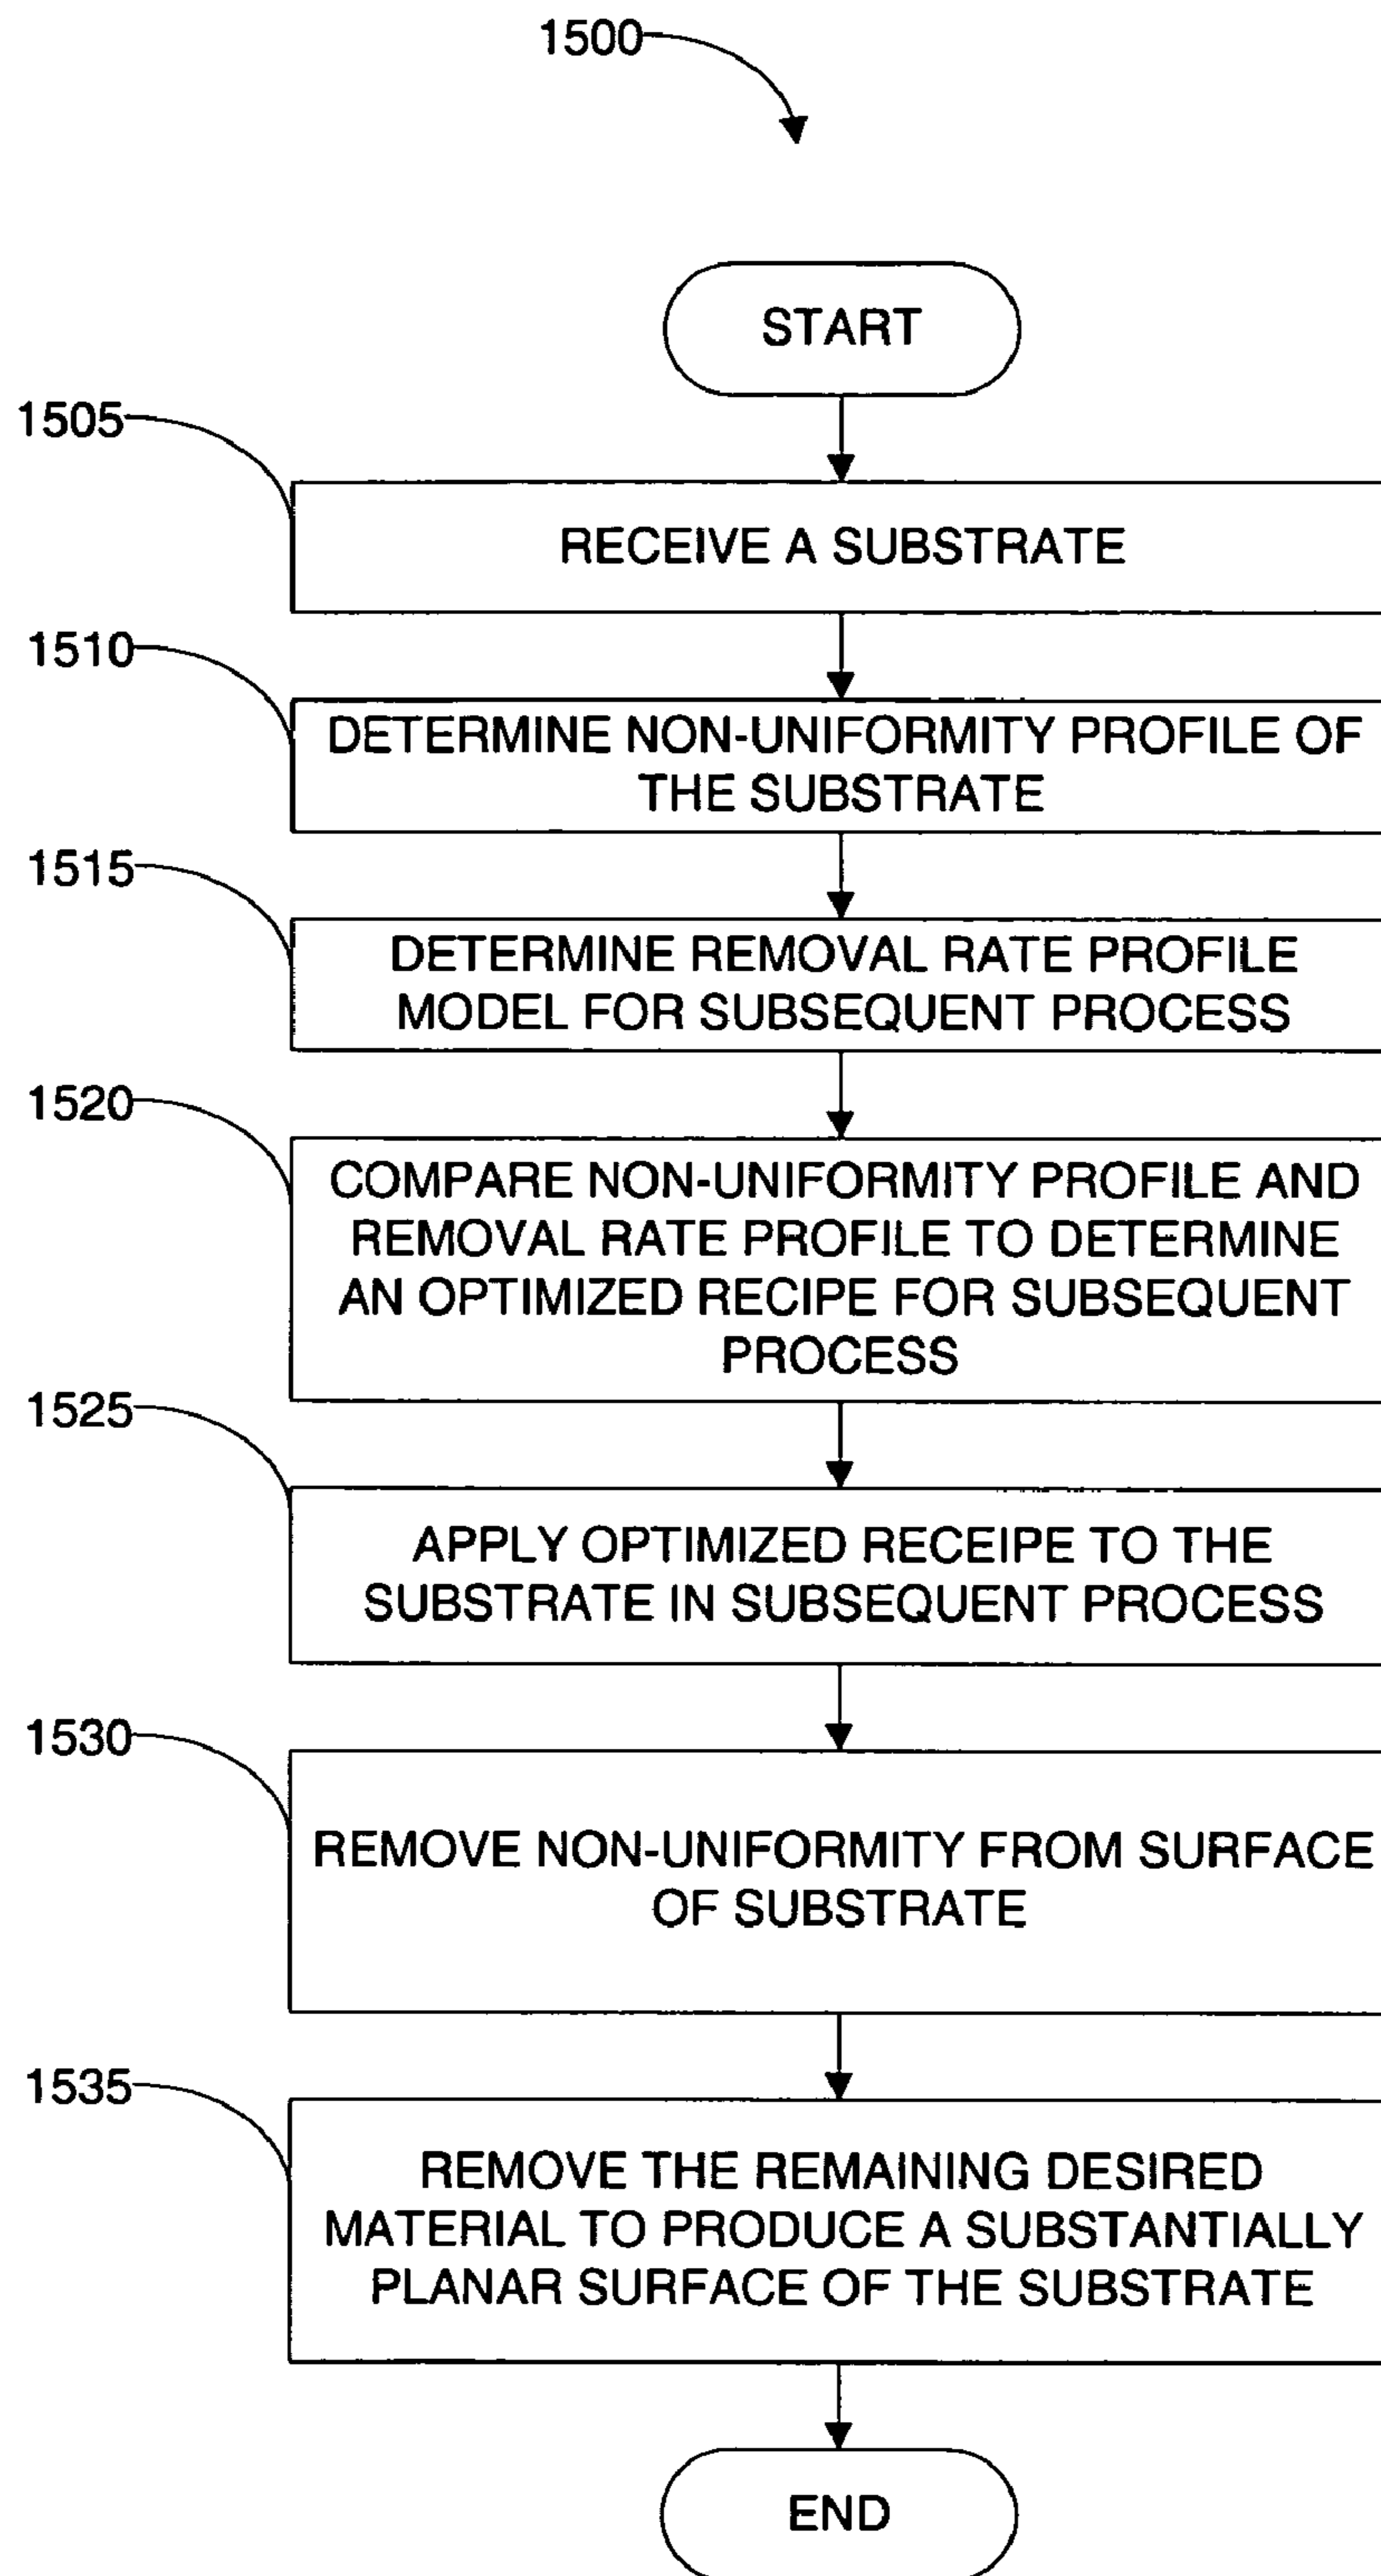 1500
START
1505
RECEIVE A SUBSTRATE
1510
DETERMINE NON-UNIFORMITY PROFILE OF
THE SUBSTRATE
1515
DETERMINE REMOVAL RATE PROFILE
MODEL FOR SUBSEQUENT PROCESS
1520
COMPARE NON-UNIFORMITY PROFILE AND
REMOVAL RATE PROFILE TO DETERMINE
AN OPTIMIZED RECIPE FOR SUBSEQUENT
PROCESS
1525
APPLY OPTIMIZED RECEIPE TO THE
SUBSTRATE IN SUBSEQUENT PROCESS
1530
REMOVE NON-UNIFORMITY FROM SURFACE
OF SUBSTRATE
1535
REMOVE THE REMAINING DESIRED
MATERIAL TO PRODUCE A SUBSTANTIALLY
PLANAR SURFACE OF THE SUBSTRATE
END